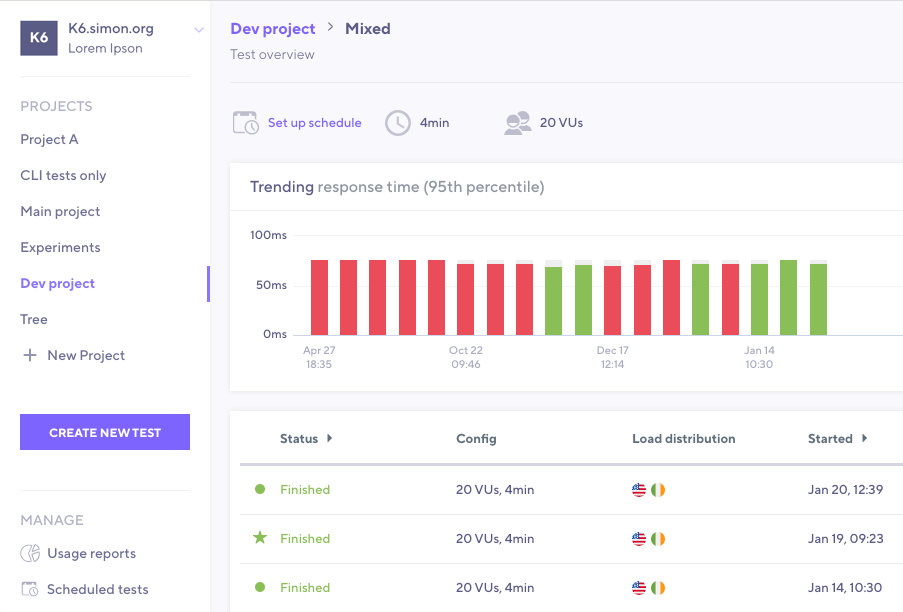 K6
K6.simon.org
Lorem Ipson
PROJECTS
Project A
CLI tests only
Main project
Experiments
Dev project
Tree
New Project
CREATE NEW TEST
MANAGE
Usage reports
Scheduled tests
Dev project > Mixed
Test overview
Set up schedule 4min 20 VUs
Trending response time (95th percentile)
100ms
50ms
0ms
Apr 27 Oct 22 Dec 17 Jan 14
18:35 09:46 12:14 10:30
Status Config Load distribution Started
Finished 20 VUs, 4min Jan 20, 12:39
Finished 20 VUs, 4min Jan 19, 09:23
Finished 20 VUs, 4min Jan 14, 10:30